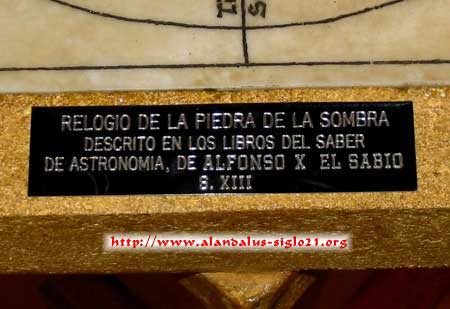 RELOGIO DE LA PIEDRA DE LA SOMBRA
DESCRITO EN LOS LIBROS DEL SABER
DE ASTRONOMIA, DE ALFONSO X EL SABIO
S. XIII
http://www.alandalus-siglo21.org